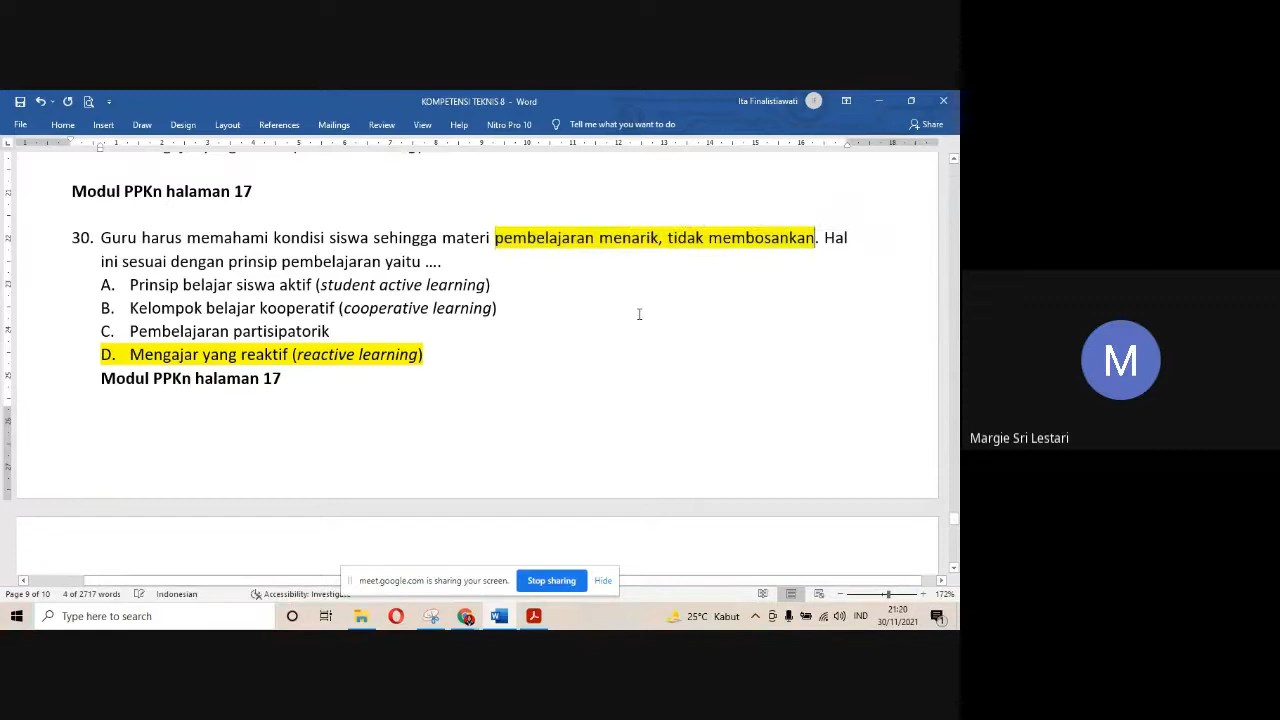 KOMPETENSI TEKNIS 8 - Word
Ita Finalistiawati
File Home Insert Draw Design Layout References Mailings Review View Help Nitro Pro 10 Tell me what you want to do Share
Modul PPKn halaman 17
30. Guru harus memahami kondisi siswa sehingga materi pembelajaran menarik, tidak membosankan. Hal
ini sesuai dengan prinsip pembelajaran yaitu ....
A. Prinsip belajar siswa aktif (student active learning)
B. Kelompok belajar kooperatif (cooperative learning)
C. Pembelajaran partisipatorik
D. Mengajar yang reaktif (reactive learning)
Modul PPKn halaman 17
M
Margie Sri Lestari
meet.google.com is sharing your screen. Stop sharing Hide
Page 9 of 10 4 of 2717 words Indonesian Accessibility: Investig 172%
Type here to search 25°C Kabut IND 21:20
30/11/2021